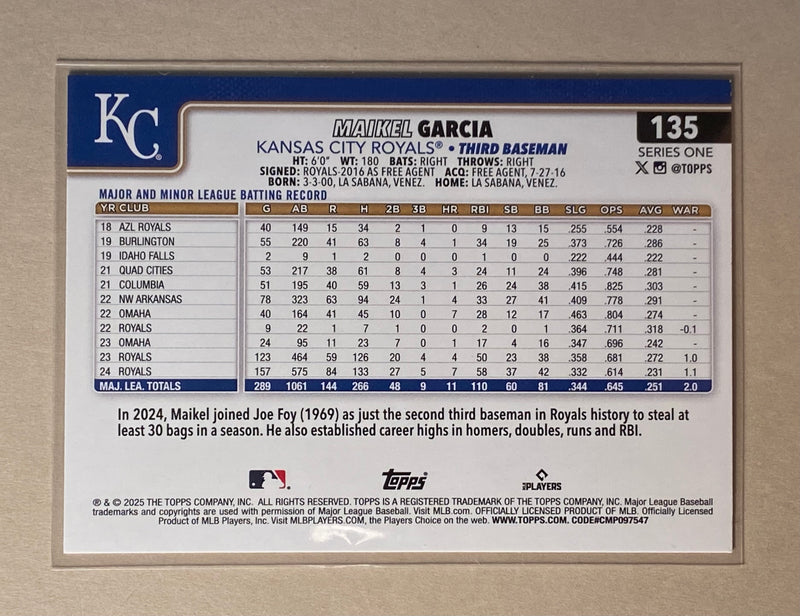 KC
MAIKEL GARCIA
135
KANSAS CITY ROYALS® • THIRD BASEMAN
SERIES ONE
HT: 6'0" WT: 180 BATS: RIGHT THROWS: RIGHT
SIGNED: ROYALS-2016 AS FREE AGENT ACQ: FREE AGENT, 7-27-16
@TOPPS
BORN: 3-3-00, LA SABANA, VENEZ. HOME: LA SABANA, VENEZ.
MAJOR AND MINOR LEAGUE BATTING RECORD
YR CLUB G AB R H 2B 3B HR RBI SB BB SLG OPS AVG WAR
18 AZL ROYALS 40 149 15 34 2 1 0 9 13 15 .255 .554 .228 -
19 BURLINGTON 55 220 41 63 8 4 1 34 19 25 .373 .726 .286 -
19 IDAHO FALLS 2 9 1 2 0 0 0 1 0 0 .222 .444 .222 -
21 QUAD CITIES 53 217 38 61 8 4 3 24 11 24 .396 .748 .281 -
21 COLUMBIA 51 195 40 59 13 3 1 26 24 38 .415 .825 .303 -
22 NW ARKANSAS 78 323 63 94 24 1 4 33 27 41 .409 .778 .291 -
22 OMAHA 40 164 41 45 10 0 7 28 12 17 .463 .804 .274 -
22 ROYALS 9 22 1 7 1 0 0 2 0 1 .364 .711 .318 -0.1
23 OMAHA 24 95 11 23 7 0 1 17 4 16 .347 .696 .242 -
23 ROYALS 123 464 59 126 20 4 4 50 23 38 .358 .681 .272 1.0
24 ROYALS 157 575 84 133 27 5 7 58 37 42 .332 .614 .231 1.1
MAJ. LEA. TOTALS 289 1061 144 266 48 9 11 110 60 81 .344 .645 .251 2.0
In 2024, Maikel joined Joe Foy (1969) as just the second third baseman in Royals history to steal at
least 30 bags in a season. He also established career highs in homers, doubles, runs and RBI.
Topps
MLB PLAYERS
® & © 2025 THE TOPPS COMPANY, INC. ALL RIGHTS RESERVED. TOPPS IS A REGISTERED TRADEMARK OF THE TOPPS COMPANY, INC. Major League Baseball
trademarks and copyrights are used with permission of Major League Baseball. Visit MLB.com. OFFICIALLY LICENSED PRODUCT OF MLB. Officially Licensed
Product of MLB Players, Inc. Visit MLBPLAYERS.COM, the Players Choice on the web. WWW.TOPPS.COM. CODE#CMP097547